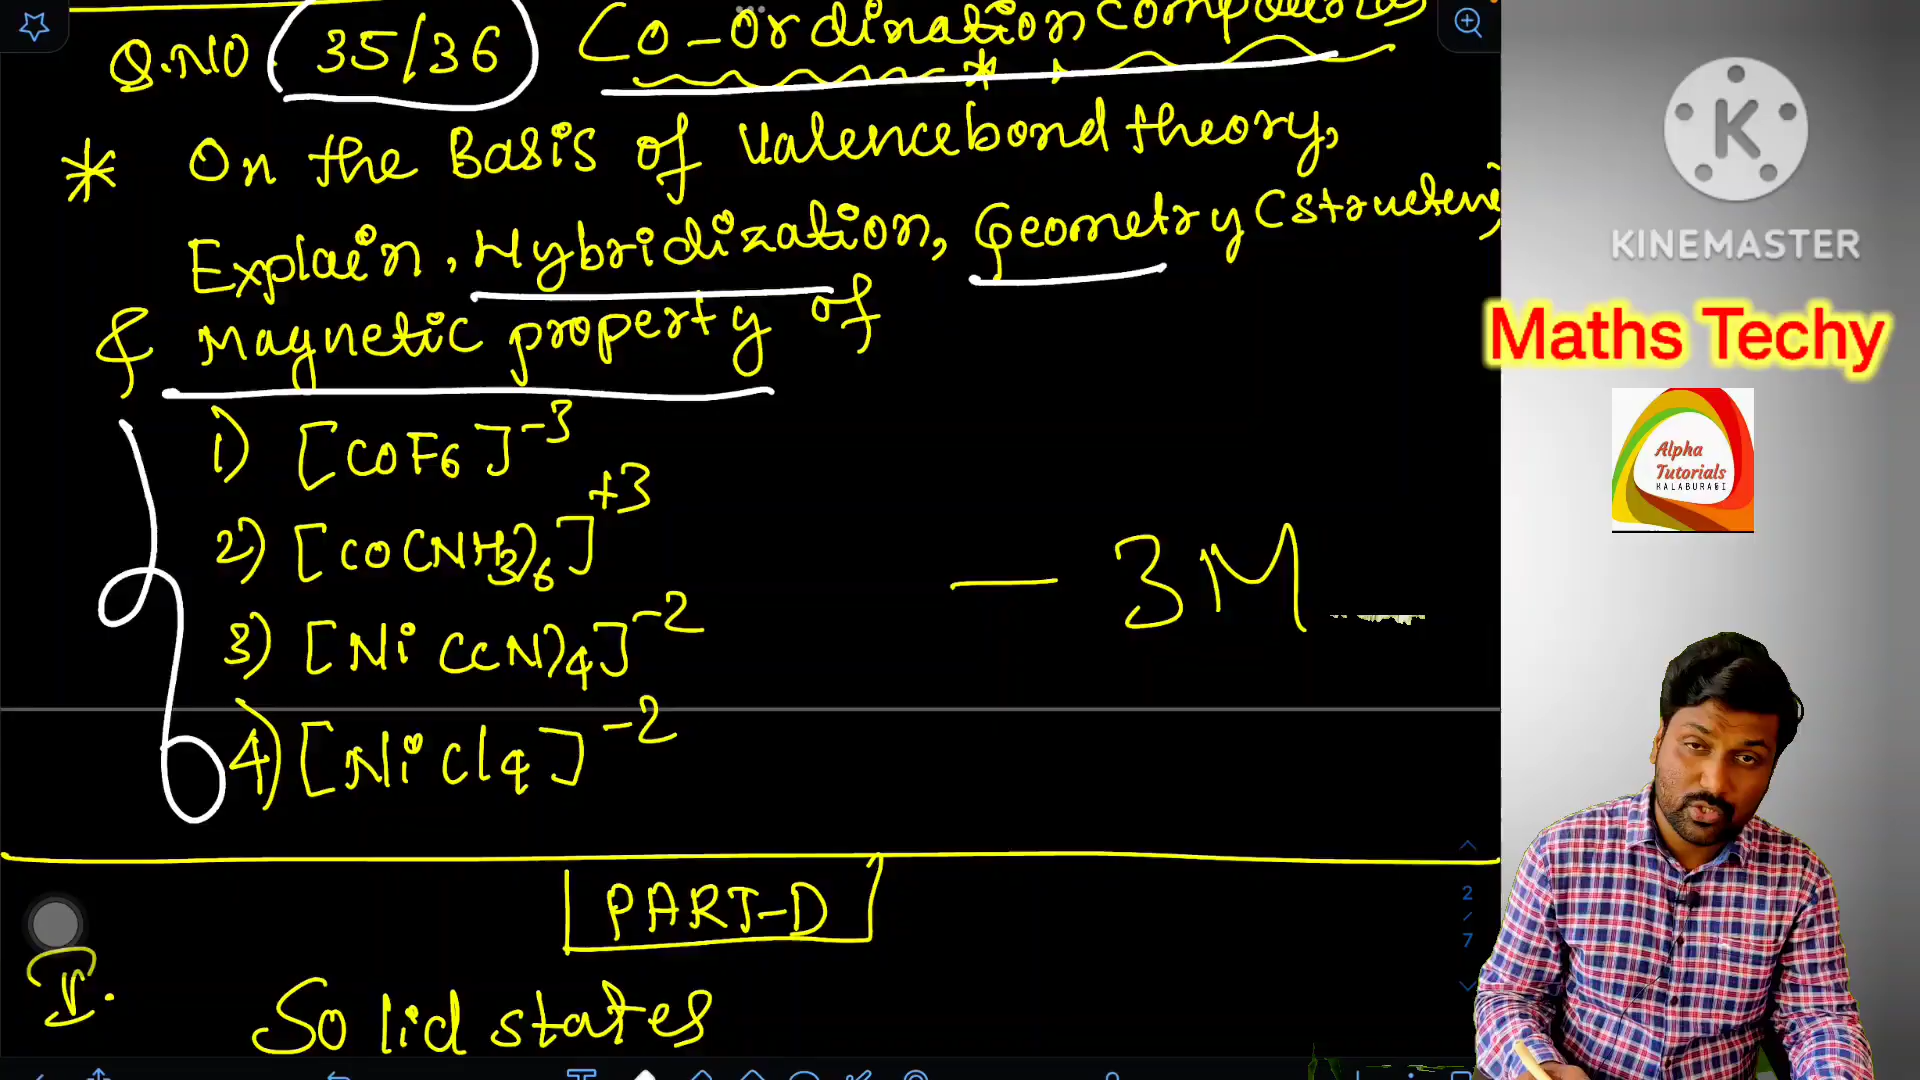 Q.NO 35/36 Co-ordination compounds
* On the Basis of valencebond theory,
Explain, Hybridization, Geometry (structure)
& Magnetic property of
1) [CoF6]-3
2) [Co(NH3)6]+3
3) [Ni(CN)4]-2
- 3M
4) [NiCl4]-2
PART-D
I. Solid states
2
7
K
KINEMASTER
Maths Techy
Alpha
Tutorials
KALABURAGI